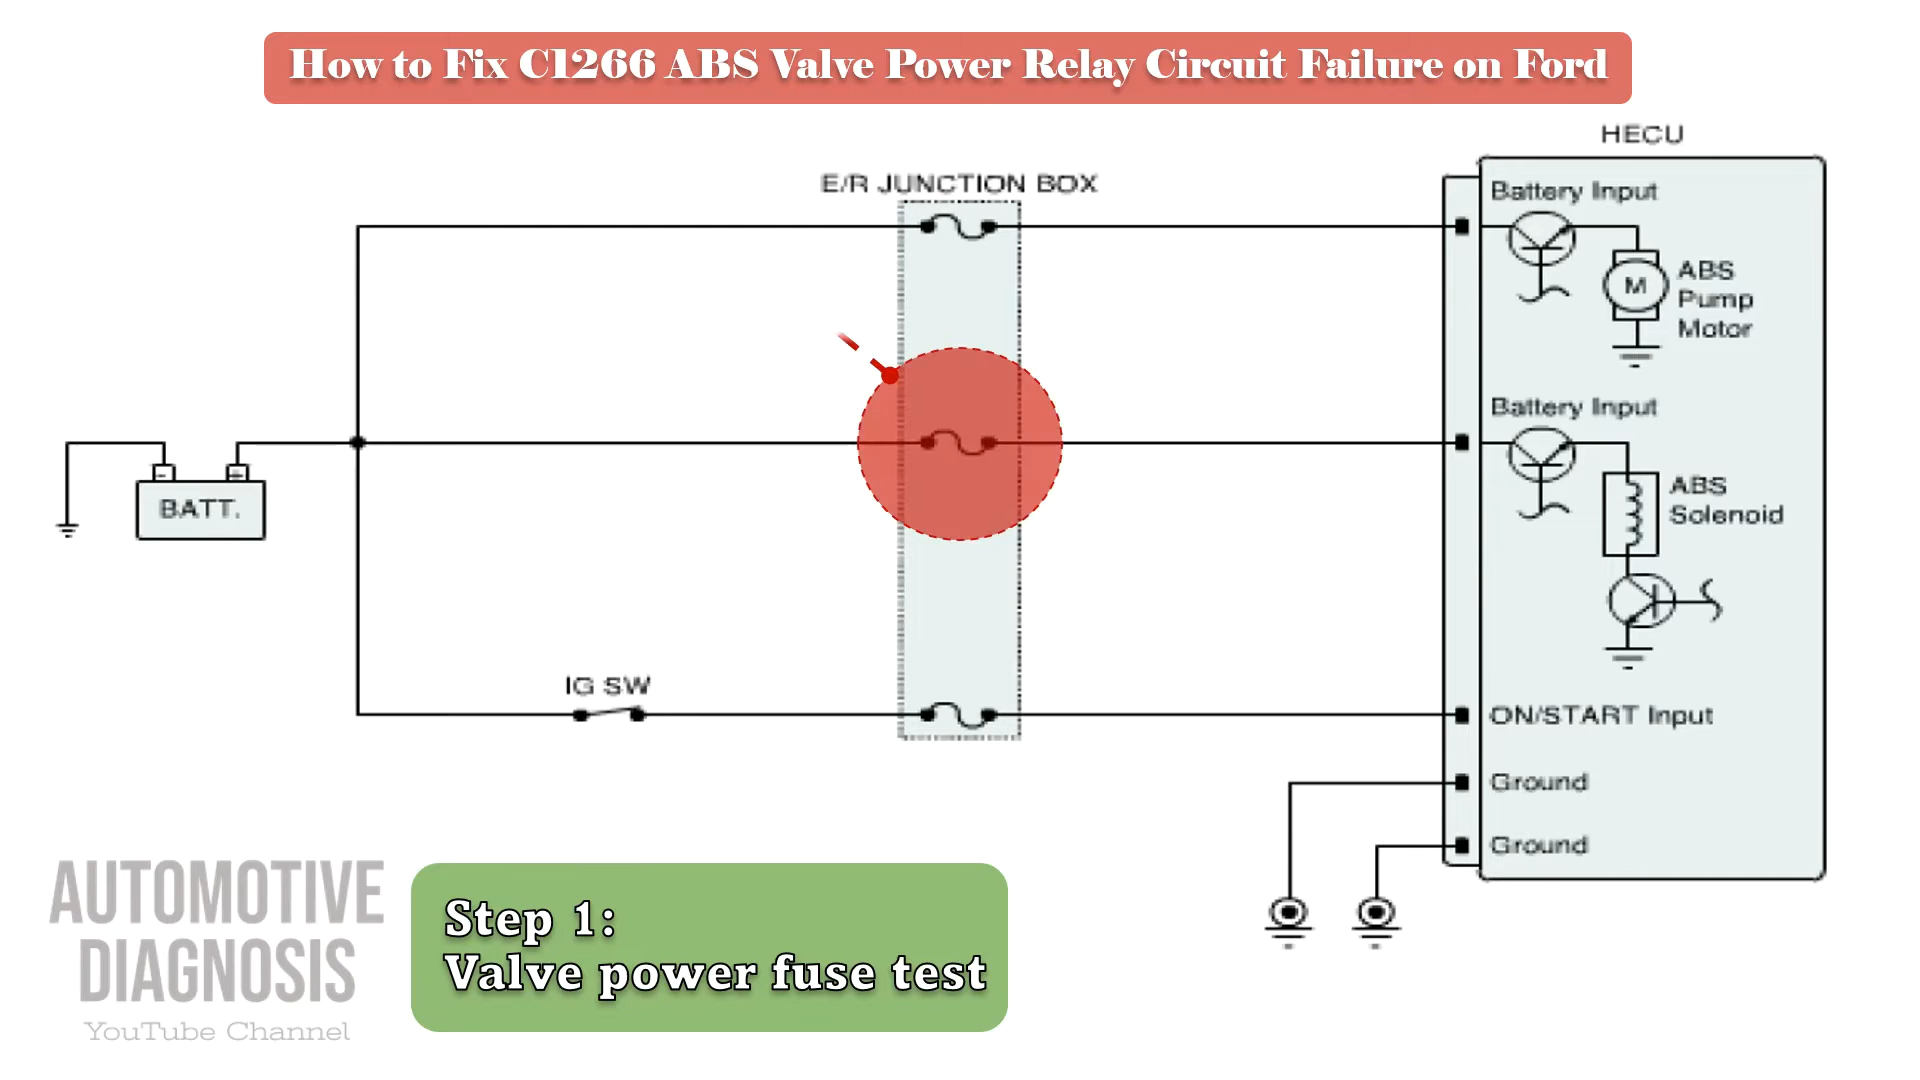 How to Fix C1266 ABS Valve Power Relay Circuit Failure on Ford
HECU
E/R JUNCTION BOX
Battery Input
M
ABS
Pump
Motor
Battery Input
ABS
Solenoid
- +
BATT.
IG SW
ON/START Input
Ground
Ground
AUTOMOTIVE
DIAGNOSIS
YouTube Channel
Step 1:
Valve power fuse test